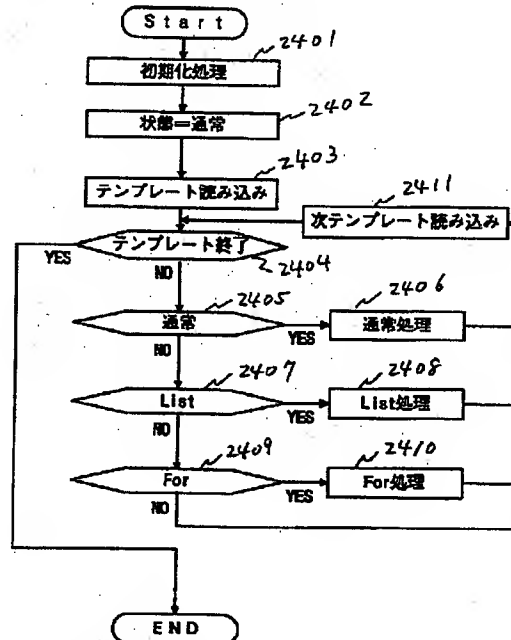 Start
2401
初期化処理
2402
状態＝通常
2403
テンプレート読み込み
2411
次テンプレート読み込み
テンプレート終了
YES
2404
NO
2405
2406
通常
通常処理
YES
NO
2407
2408
List
List処理
YES
NO
2409
2410
For
For処理
YES
NO
END